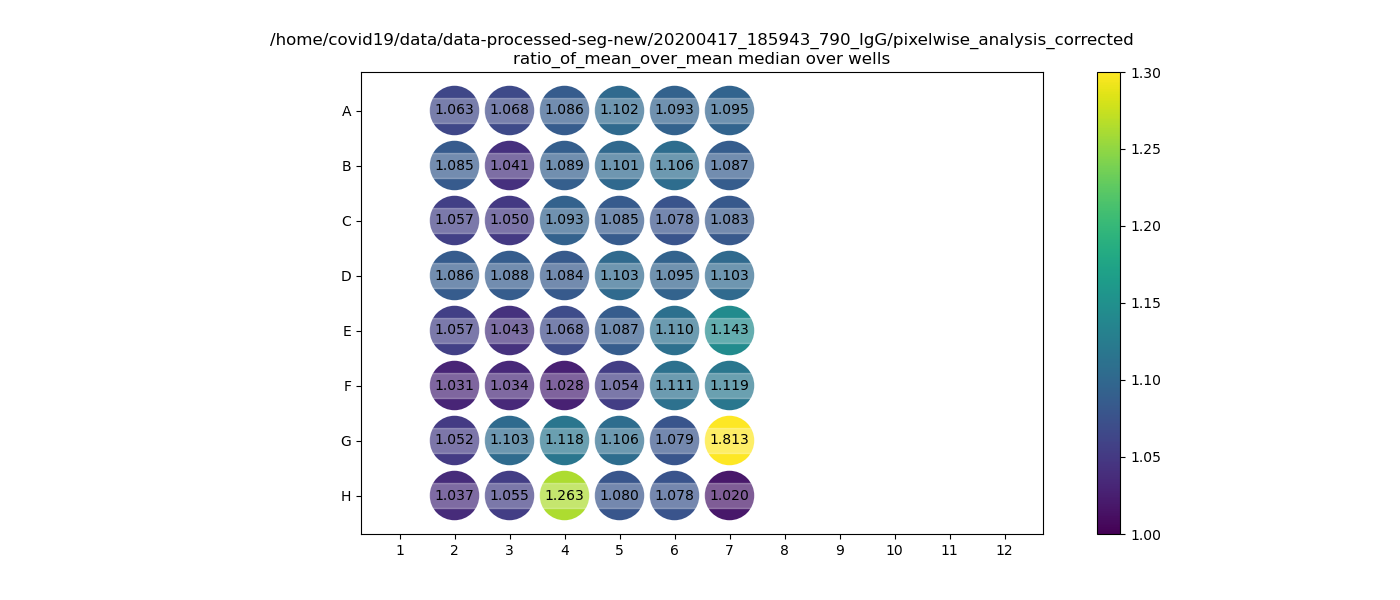 /home/covid19/data/data-processed-seg-new/20200417_185943_790_IgG/pixelwise_analysis_corrected
ratio_of_mean_over_mean median over wells
A 1.063 1.068 1.086 1.102 1.093 1.095
B 1.085 1.041 1.089 1.101 1.106 1.087
C 1.057 1.050 1.093 1.085 1.078 1.083
D 1.086 1.088 1.084 1.103 1.095 1.103
E 1.057 1.043 1.068 1.087 1.110 1.143
F 1.031 1.034 1.028 1.054 1.111 1.119
G 1.052 1.103 1.118 1.106 1.079 1.813
H 1.037 1.055 1.263 1.080 1.078 1.020
1 2 3 4 5 6 7 8 9 10 11 12
1.30
1.25
1.20
1.15
1.10
1.05
1.00